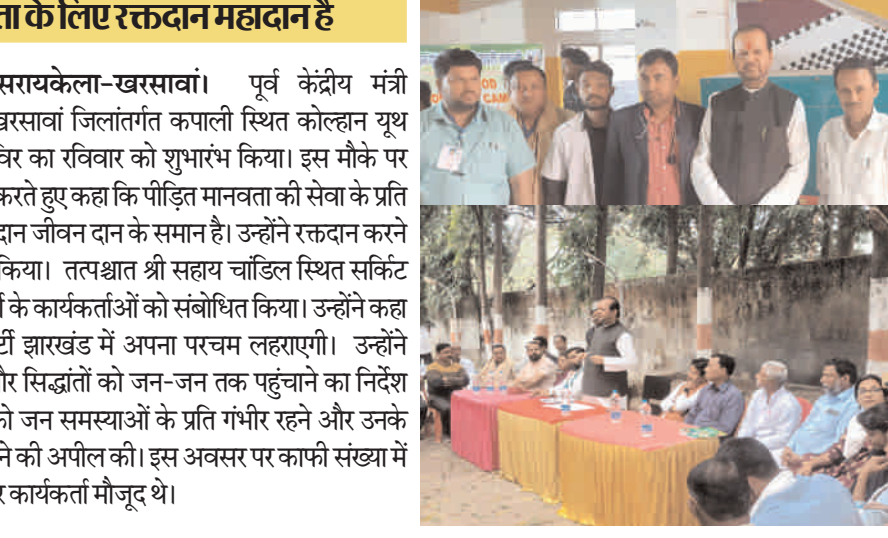 ता के लिए रक्तदान महादान है
सरायकेला-खरसावां। पूर्व केंद्रीय मंत्री
खरसावां जिलांतर्गत कपाली स्थित कोल्हान यूथ
विर का रविवार को शुभारंभ किया। इस मौके पर
करते हुए कहा कि पीड़ित मानवता की सेवा के प्रति
दान जीवन दान के समान है। उन्होंने रक्तदान करने
किया। तत्पश्चात श्री सहाय चांडिल स्थित सर्किट
र्टी के कार्यकर्ताओं को संबोधित किया। उन्होंने कहा
र्टी झारखंड में अपना परचम लहराएगी। उन्होंने
और सिद्धांतों को जन-जन तक पहुंचाने का निर्देश
को जन समस्याओं के प्रति गंभीर रहने और उनके
ने की अपील की। इस अवसर पर काफी संख्या में
र कार्यकर्ता मौजूद थे।
OD
CAM